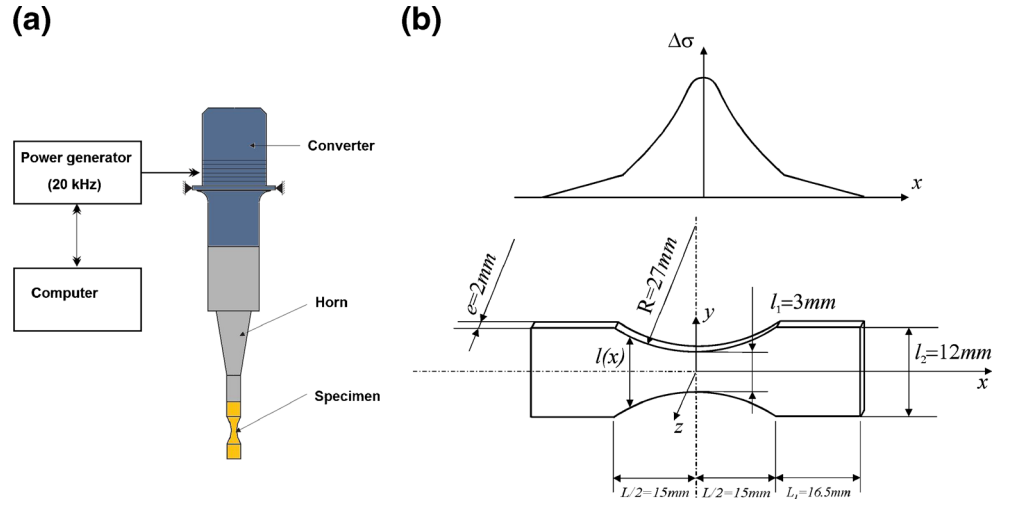 (a)
Power generator
(20 kHz)
Computer
Converter
Horn
Specimen
(b)
Δσ
x
e=2mm
R=27mm
y
l₁=3mm
l(x)
l₂=12mm
x
z
L/2=15mm
L/2=15mm
L₁=16.5mm